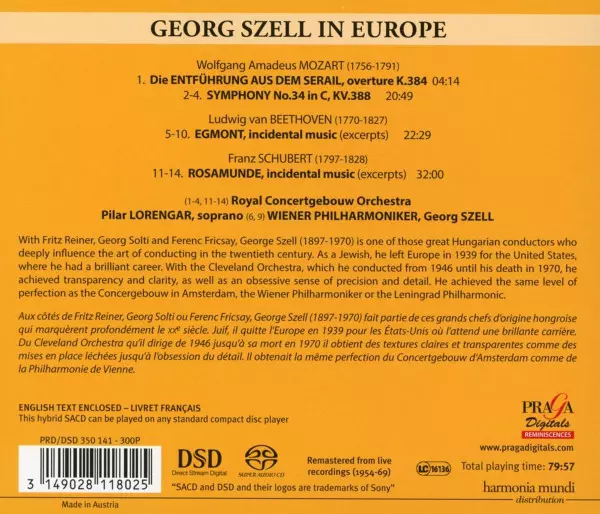 GEORG SZELL IN EUROPE
Wolfgang Amadeus MOZART (1756-1791)
1. Die ENTFÜHRUNG AUS DEM SERAIL, overture K.384 04:14
2-4. SYMPHONY No.34 in C, KV.388 20:49
Ludwig van BEETHOVEN (1770-1827)
5-10. EGMONT, incidental music (excerpts) 22:29
Franz SCHUBERT (1797-1828)
11-14. ROSAMUNDE, incidental music (excerpts) 32:00
(1-4, 11-14) Royal Concertgebouw Orchestra
Pilar LORENGAR, soprano (6, 9) WIENER PHILHARMONIKER, Georg SZELL
With Fritz Reiner, Georg Solti and Ferenc Fricsay, George Szell (1897-1970) is one of those great Hungarian conductors who
deeply influence the art of conducting in the twentieth century. As a Jewish, he left Europe in 1939 for the United States,
where he had a brilliant career. With the Cleveland Orchestra, which he conducted from 1946 until his death in 1970, he
achieved transparency and clarity, as well as an obsessive sense of precision and detail. He achieved the same level of
perfection as the Concergebouw in Amsterdam, the Wiener Philharmoniker or the Leningrad Philharmonic.
Aux côtés de Fritz Reiner, Georg Solti ou Ferenc Fricsay, George Szell (1897-1970) fait partie de ces grands chefs d'origine hongroise
qui marquèrent profondément le XXe siècle. Juif, il quitte l'Europe en 1939 pour les États-Unis où l'attend une brillante carrière.
Du Cleveland Orchestra qu'il dirige de 1946 jusqu'à sa mort en 1970 il obtient des textures claires et transparentes comme des
mises en place léchées jusqu'à l'obsession du détail. Il obtenait la même perfection du Concertgebouw d'Amsterdam comme de
la Philharmonie de Vienne.
ENGLISH TEXT ENCLOSED – LIVRET FRANÇAIS
This hybrid SACD can be played on any standard compact disc player
PRAGA
Digitals
REMINISCENCES
www.pragadigitals.com
PRD/DSD 350 141 - 300P
3 149028 118025
Made in Austria
DSD
Direct Stream Digital
SUPER AUDIO CD
Remastered from live
recordings (1954-69)
"SACD and DSD and their logos are trademarks of Sony"
LC 16136
Total playing time: 79:57
harmonia mundi
distribution